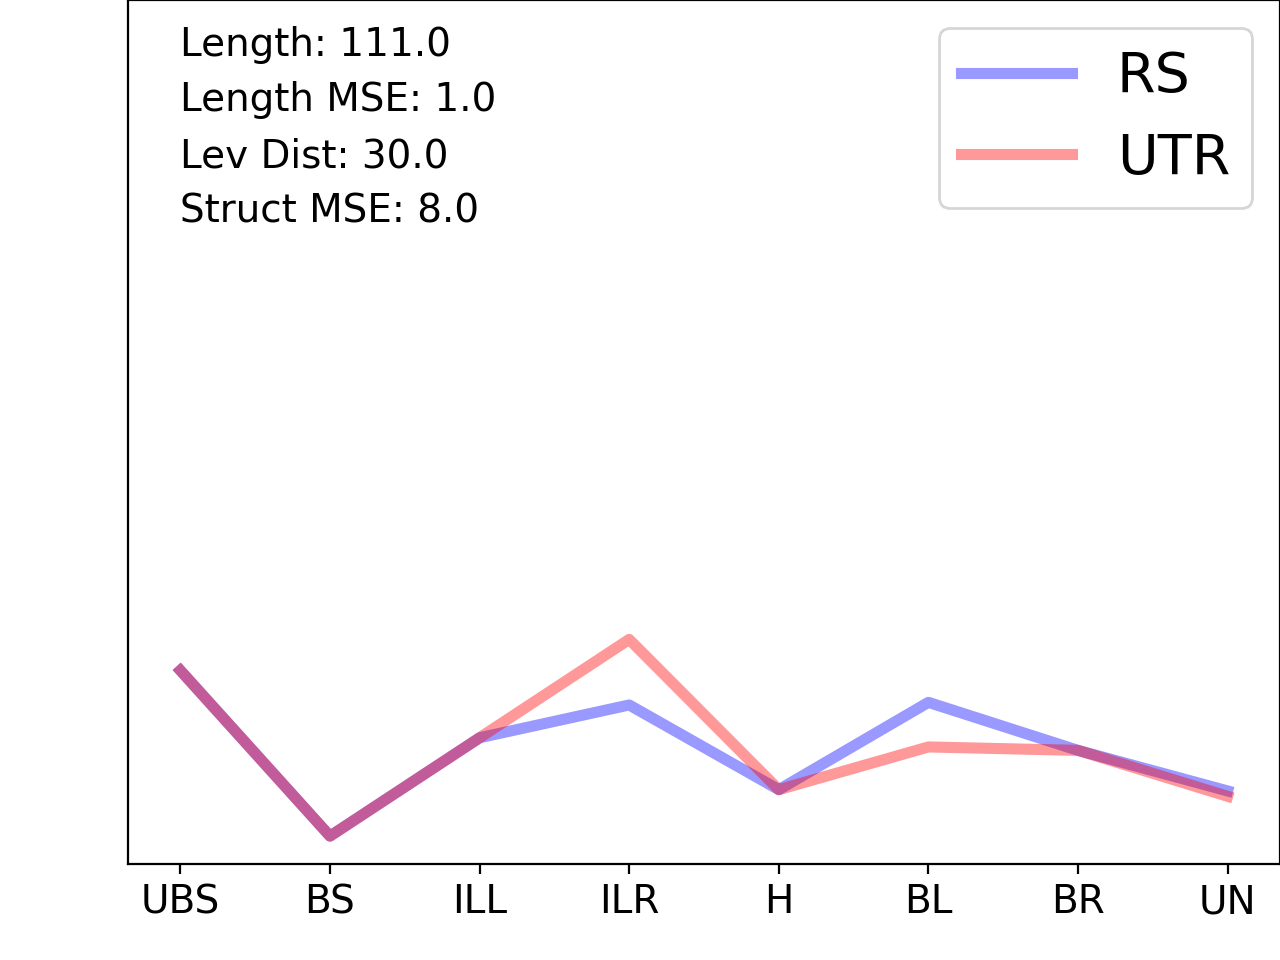 Length: 111.0
Length MSE: 1.0
Lev Dist: 30.0
Struct MSE: 8.0
RS
UTR
UBS BS ILL ILR H BL BR UN